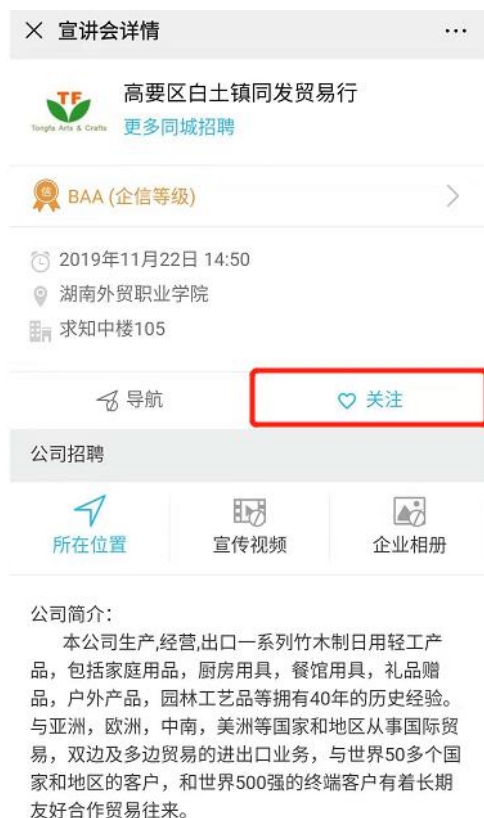 宣讲会详情
TF
Tongfa Arts & Crafts
高要区白土镇同发贸易行
更多同城招聘
信
BAA (企信等级)
2019年11月22日 14:50
湖南外贸职业学院
求知中楼105
导航
关注
公司招聘
所在位置
宣传视频
企业相册
公司简介：
本公司生产,经营,出口一系列竹木制日用轻工产
品，包括家庭用品，厨房用具，餐馆用具，礼品赠
品，户外产品，园林工艺品等拥有40年的历史经验。
与亚洲，欧洲，中南，美洲等国家和地区从事国际贸
易，双边及多边贸易的进出口业务，与世界50多个国
家和地区的客户，和世界500强的终端客户有着长期
友好合作贸易往来。